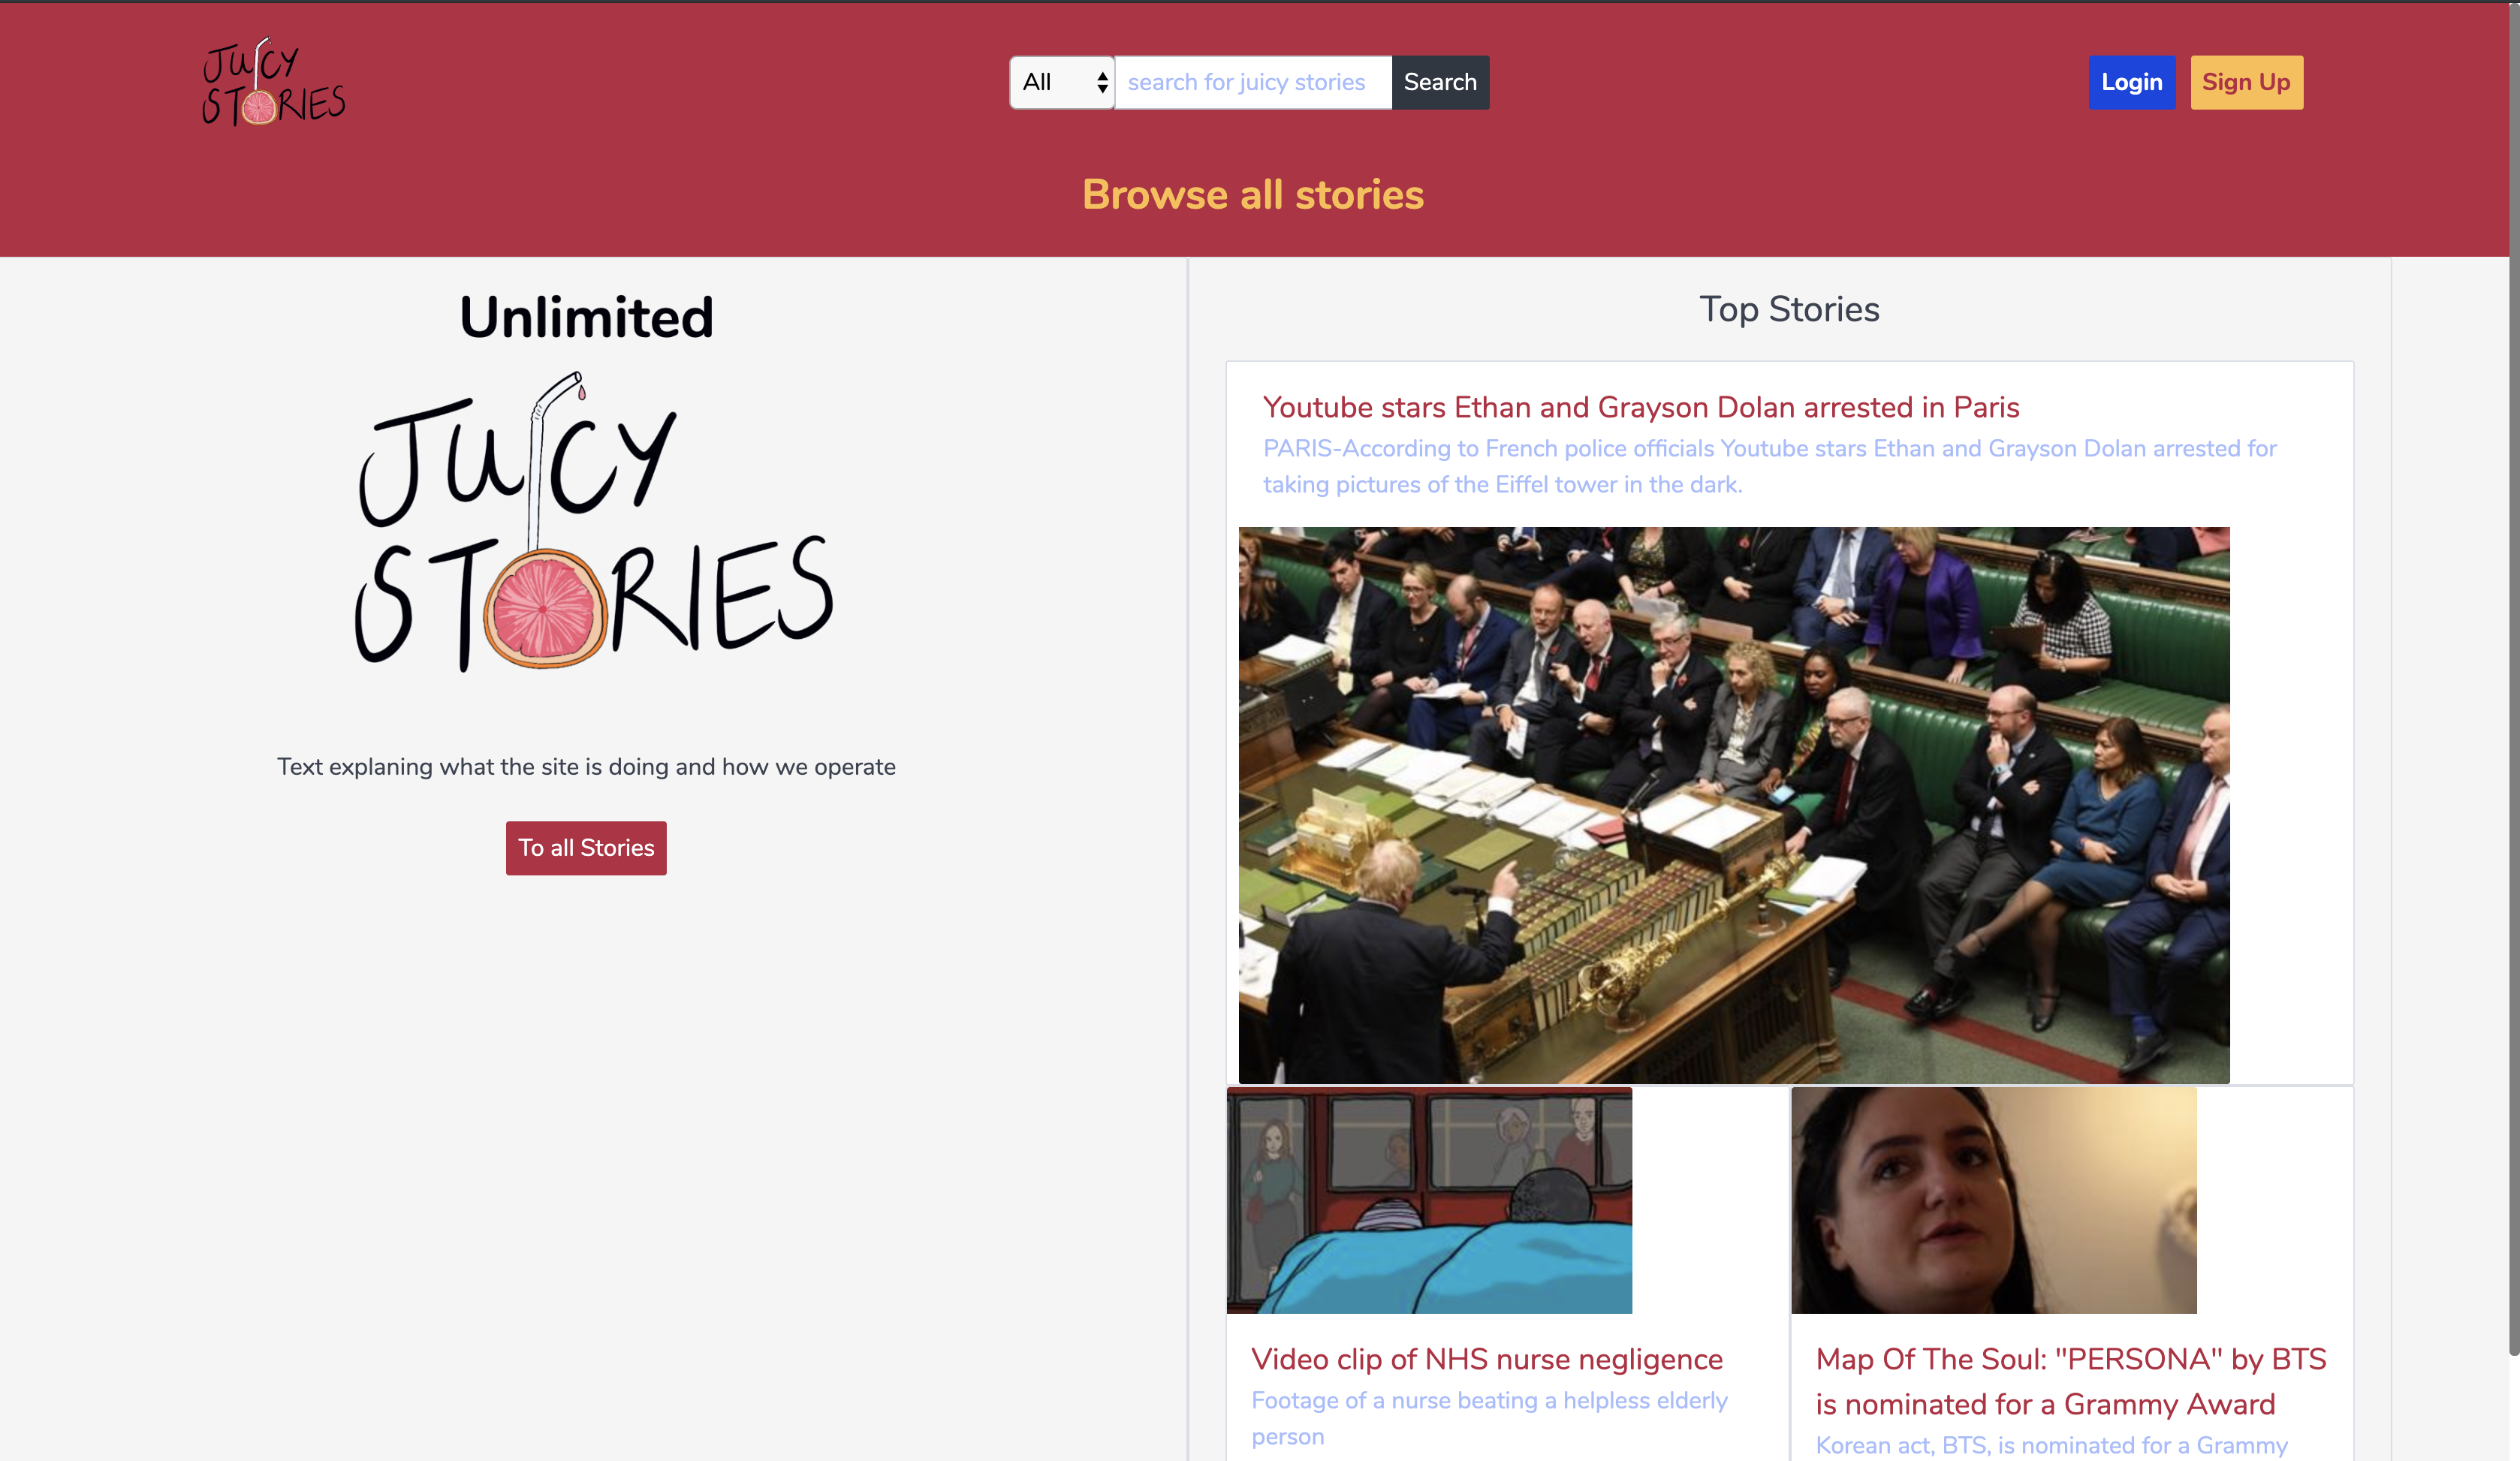 JUICY
STORIES
All
search for juicy stories
Search
Login
Sign Up
Browse all stories
Unlimited
JUICY
STORIES
Text explaning what the site is doing and how we operate
To all Stories
Top Stories
Youtube stars Ethan and Grayson Dolan arrested in Paris
PARIS-According to French police officials Youtube stars Ethan and Grayson Dolan arrested for
taking pictures of the Eiffel tower in the dark.
Video clip of NHS nurse negligence
Footage of a nurse beating a helpless elderly
person
Map Of The Soul: "PERSONA" by BTS
is nominated for a Grammy Award
Korean act, BTS, is nominated for a Grammy